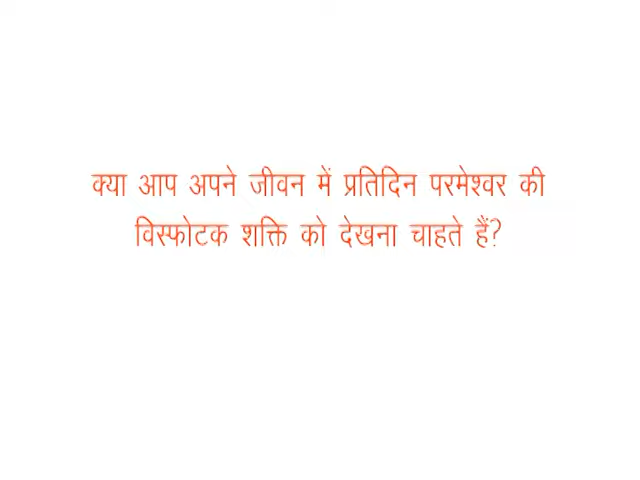 क्या आप अपने जीवन में प्रतिदिन परमेश्वर की
विस्फोटक शक्ति को देखना चाहते हैं?